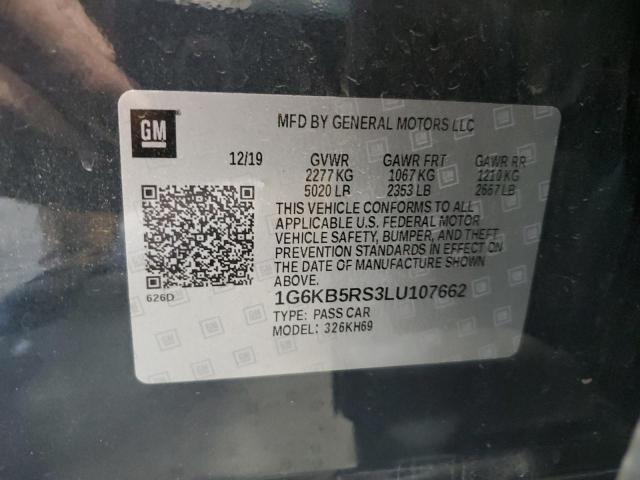 GM
MFD BY GENERAL MOTORS LLC
12/19 GVWR GAWR FRT GAWR RR
2277 KG 1067 KG 1210 KG
5020 LB 2353 LB 2667 LB
THIS VEHICLE CONFORMS TO ALL
APPLICABLE U.S. FEDERAL MOTOR
VEHICLE SAFETY, BUMPER, AND THEFT
PREVENTION STANDARDS IN EFFECT ON
THE DATE OF MANUFACTURE SHOWN
ABOVE.
626D
1G6KB5RS3LU107662
TYPE: PASS CAR
MODEL: 326KH69